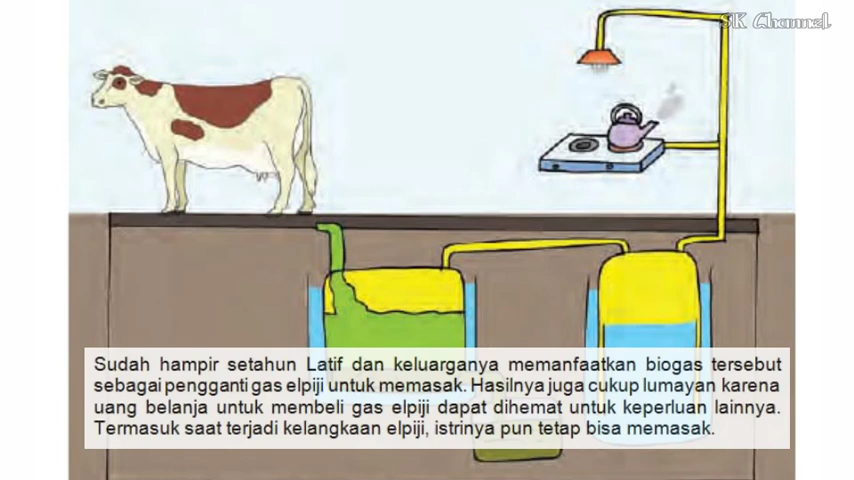 SK Channel
Sudah hampir setahun Latif dan keluarganya memanfaatkan biogas tersebut
sebagai pengganti gas elpiji untuk memasak. Hasilnya juga cukup lumayan karena
uang belanja untuk membeli gas elpiji dapat dihemat untuk keperluan lainnya.
Termasuk saat terjadi kelangkaan elpiji, istrinya pun tetap bisa memasak.